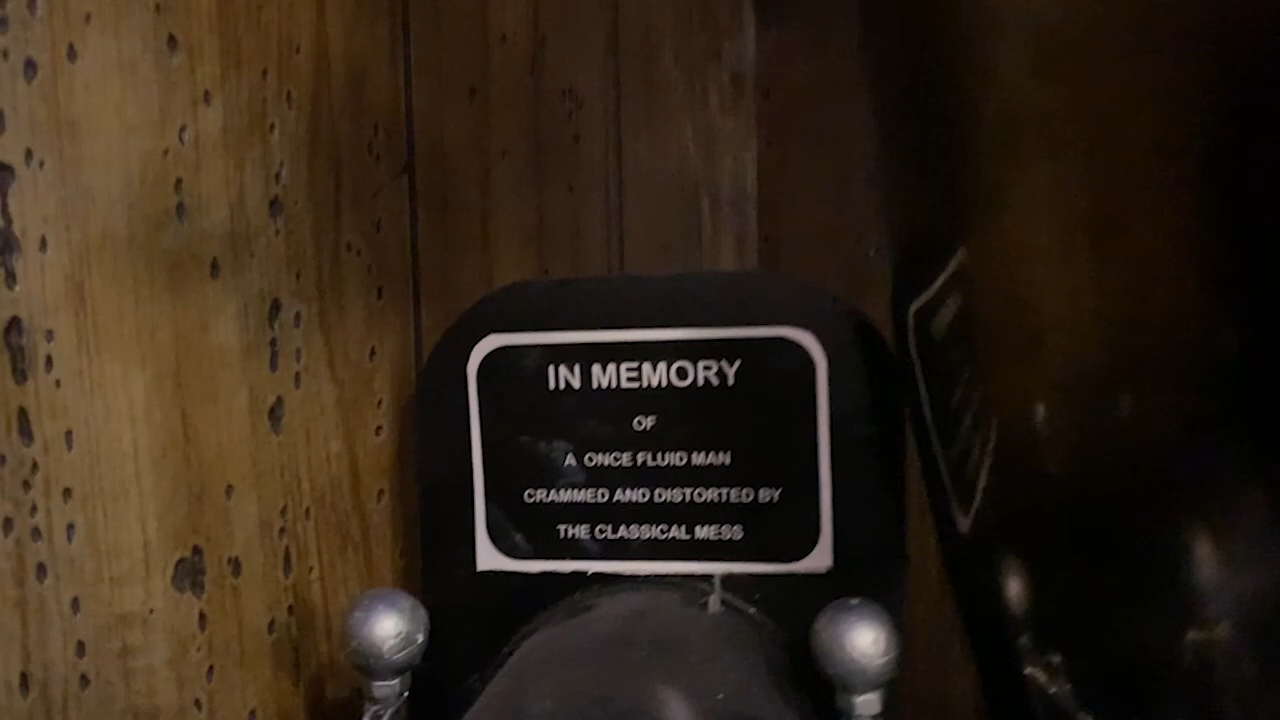 IN MEMORY
OF
A ONCE FLUID MAN
CRAMMED AND DISTORTED BY
THE CLASSICAL MESS